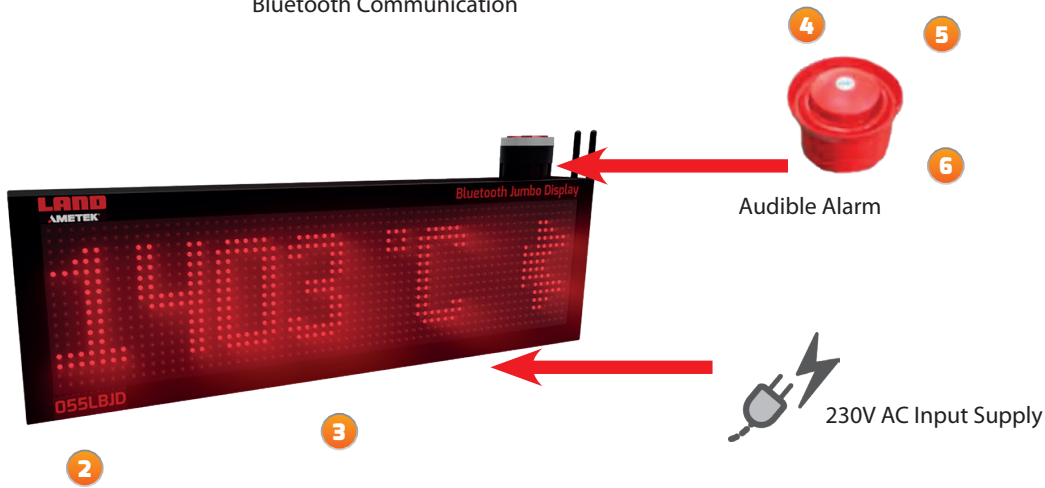 Bluetooth Communication
4
5
6
LAND
AMETEK
Bluetooth Jumbo Display
1403 °C
Audible Alarm
055LBJD
230V AC Input Supply
3
2